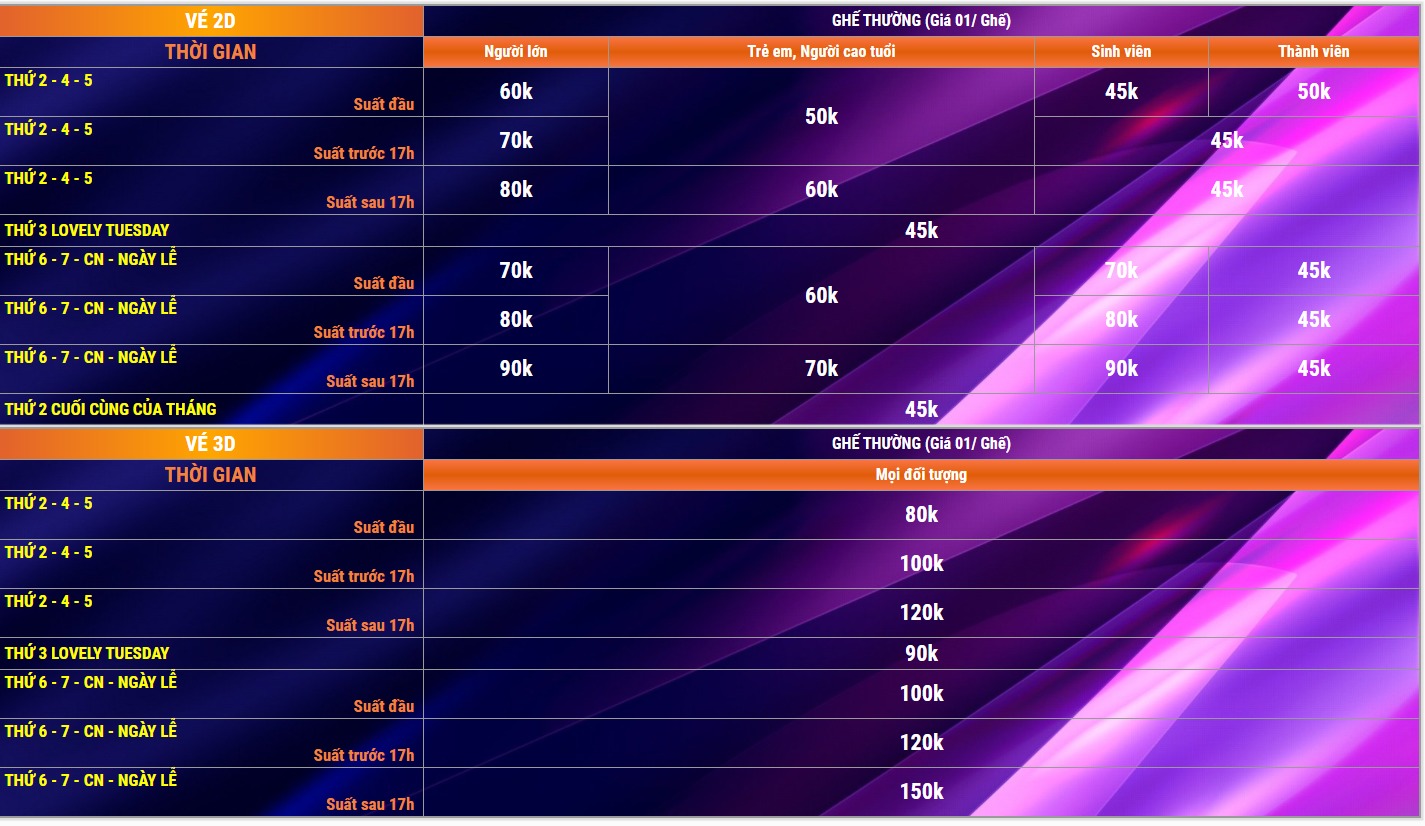 VÉ 2D
GHẾ THƯỜNG (Giá 01/ Ghế)
THỜI GIAN
Người lớn
Trẻ em, Người cao tuổi
Sinh viên
Thành viên
THỨ 2 - 4 - 5
Suất đầu
60k
50k
45k
50k
THỨ 2 - 4 - 5
Suất trước 17h
70k
45k
THỨ 2 - 4 - 5
Suất sau 17h
80k
60k
45k
THỨ 3 LOVELY TUESDAY
45k
THỨ 6 - 7 - CN - NGÀY LỄ
Suất đầu
70k
60k
70k
45k
THỨ 6 - 7 - CN - NGÀY LỄ
Suất trước 17h
80k
80k
45k
THỨ 6 - 7 - CN - NGÀY LỄ
Suất sau 17h
90k
70k
90k
45k
THỨ 2 CUỐI CÙNG CỦA THÁNG
45k
VÉ 3D
GHẾ THƯỜNG (Giá 01/ Ghế)
THỜI GIAN
Mọi đối tượng
THỨ 2 - 4 - 5
Suất đầu
80k
THỨ 2 - 4 - 5
Suất trước 17h
100k
THỨ 2 - 4 - 5
Suất sau 17h
120k
THỨ 3 LOVELY TUESDAY
90k
THỨ 6 - 7 - CN - NGÀY LỄ
Suất đầu
100k
THỨ 6 - 7 - CN - NGÀY LỄ
Suất trước 17h
120k
THỨ 6 - 7 - CN - NGÀY LỄ
Suất sau 17h
150k